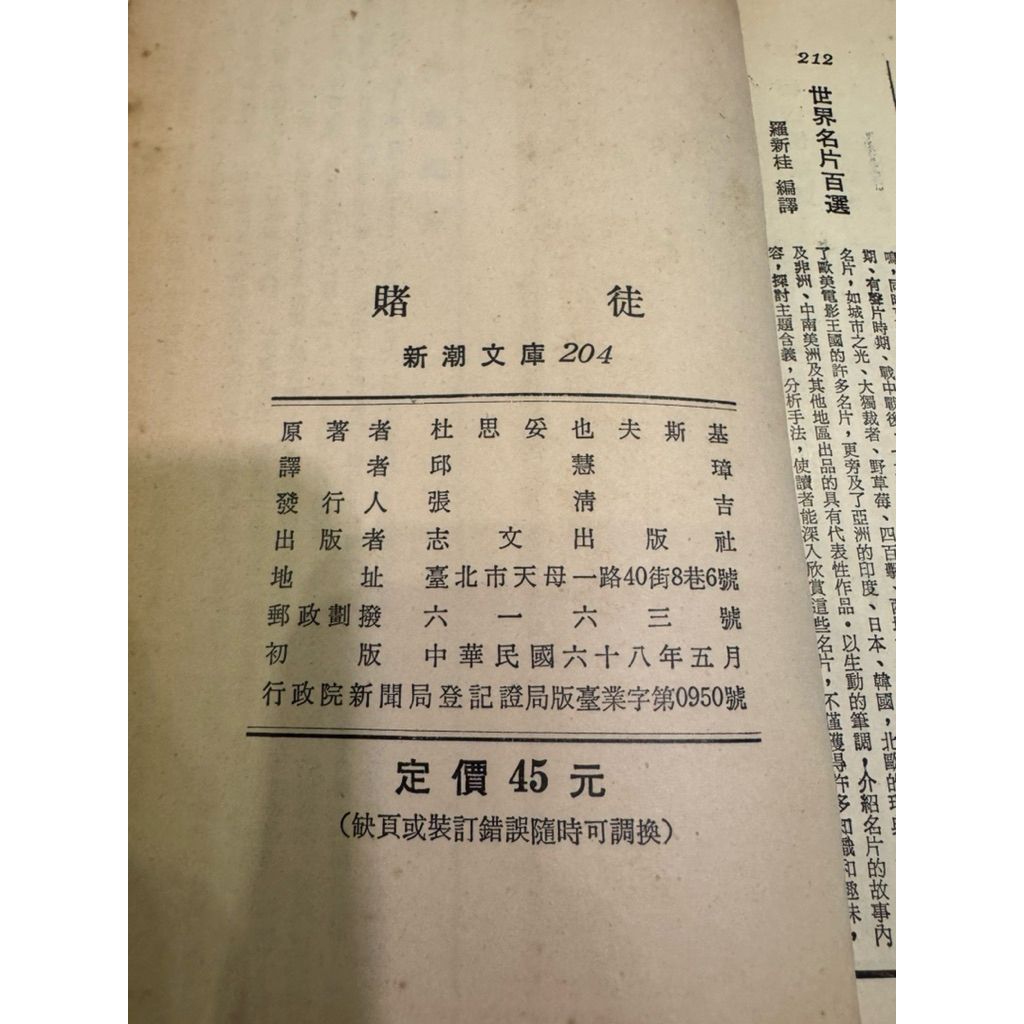 賭徒
新潮文庫 204
原著者 杜思妥也夫斯基
譯者 邱慧璋
發行人 張清吉
出版者 志文出版社
地址 臺北市天母一路40街8巷6號
郵政劃撥 六一六三號
初版 中華民國六十八年五月
行政院新聞局登記證局版臺業字第0950號
定價 45 元
(缺頁或裝訂錯誤隨時可調換)
212
世界名片百選
羅新桂 編譯
期、有聲片時期、戰中戰後
名片，如城市之光、大獨裁者、野草莓、四百擊、
了歐美電影王國的許多名片，更旁及了亞洲的印度、日本、韓國，北歐的
及非洲、中南美洲及其他地區出品的具有代表性作品。以生動的筆調，介紹名片的故事內
容，探討主題含義，分析手法，使讀者能深入欣賞這些名片，不僅獲得許多知識和趣味，